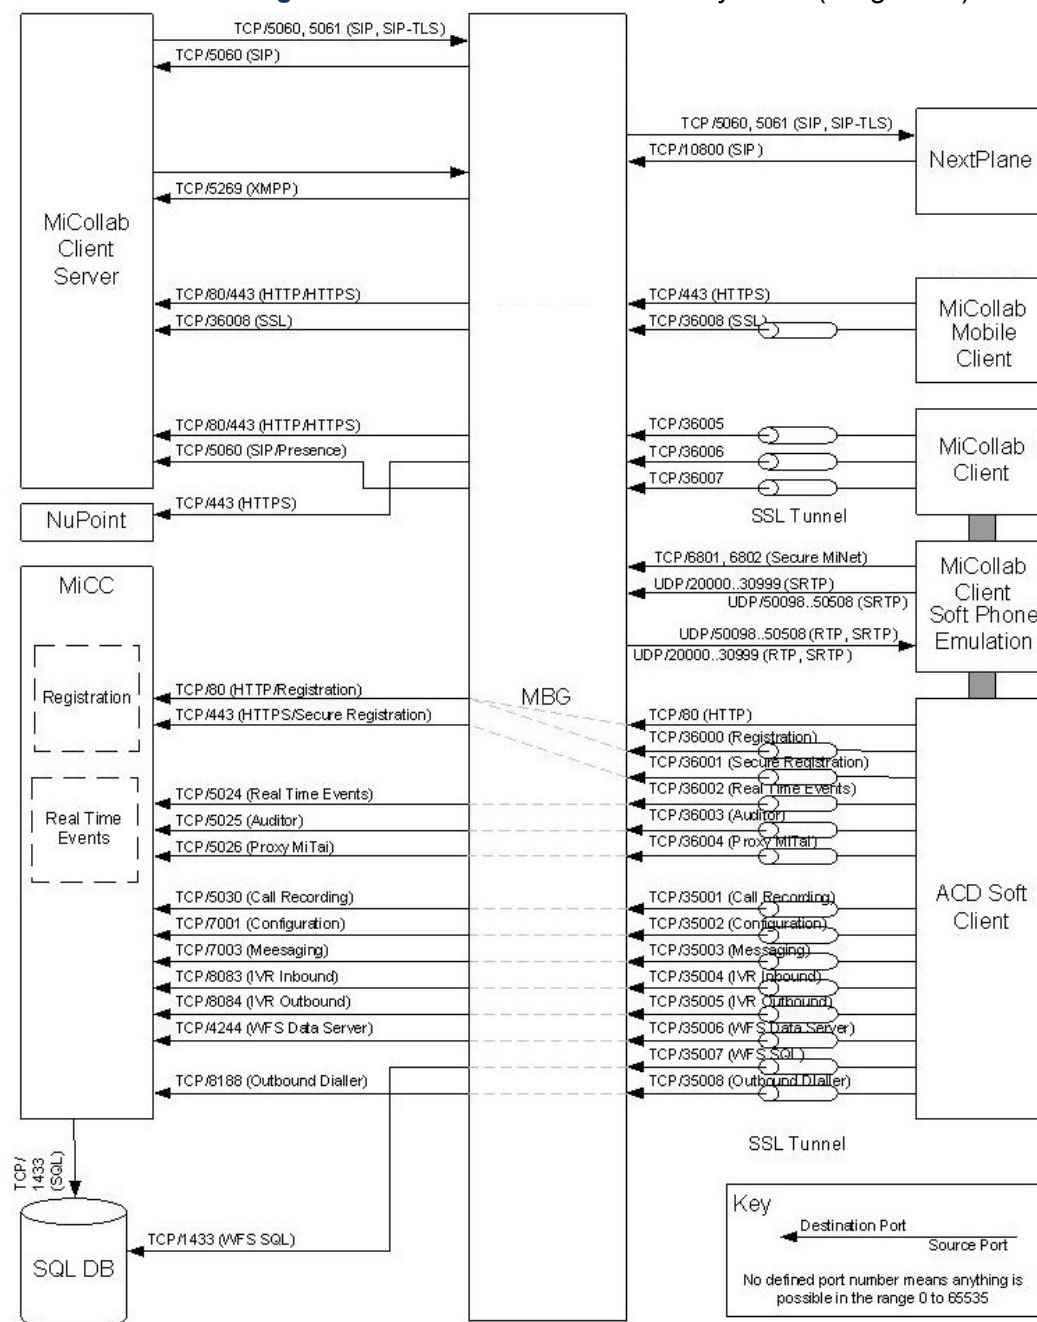 TCP/5060, 5061 (SIP, SIP-TLS)
TCP/5060 (SIP)
TCP/5060, 5061 (SIP, SIP-TLS)
TCP/10800 (SIP)
NextPlane
TCP/5269 (XMPP)
MiCollab
Client
Server
TCP/80/443 (HTTP/HTTPS)
TCP/36008 (SSL)
TCP/443 (HTTPS)
TCP/36008 (SSL)
MiCollab
Mobile
Client
TCP/80/443 (HTTP/HTTPS)
TCP/5060 (SIP/Presence)
TCP/36005
TCP/36006
TCP/36007
SSL Tunnel
MiCollab
Client
TCP/443 (HTTPS)
NuPoint
TCP/6801, 6802 (Secure MiNet)
UDP/20000..30999 (SRTP)
UDP/50098..50508 (SRTP)
UDP/50098..50508 (RTP, SRTP)
UDP/20000..30999 (RTP, SRTP)
MiCollab
Client
Soft Phone
Emulation
MiCC
Registration
Real Time
Events
MBG
TCP/80 (HTTP/Registration)
TCP/443 (HTTPS/Secure Registration)
TCP/5024 (Real Time Events)
TCP/5025 (Auditor)
TCP/5026 (Proxy MiTai)
TCP/5030 (Call Recording)
TCP/7001 (Configuration)
TCP/7003 (Meesaging)
TCP/8083 (IVR Inbound)
TCP/8084 (IVR Outbound)
TCP/4244 (WFS Data Server)
TCP/8188 (Outbound Dialler)
TCP/80 (HTTP)
TCP/36000 (Registration)
TCP/36001 (Secure Registration)
TCP/36002 (Real Time Events)
TCP/36003 (Auditor)
TCP/36004 (Proxy MiTai)
TCP/35001 (Call Recording)
TCP/35002 (Configuration)
TCP/35003 (Messaging)
TCP/35004 (IVR Inbound)
TCP/35005 (IVR Outbound)
TCP/35006 (WFS Data Server)
TCP/35007 (WFS SQL)
TCP/35008 (Outbound Dialler)
ACD Soft
Client
SSL Tunnel
TCP/
1433
(SQL)
TCP/1433 (WFS SQL)
SQL DB
Key
Destination Port
Source Port
No defined port number means anything is
possible in the range 0 to 65535